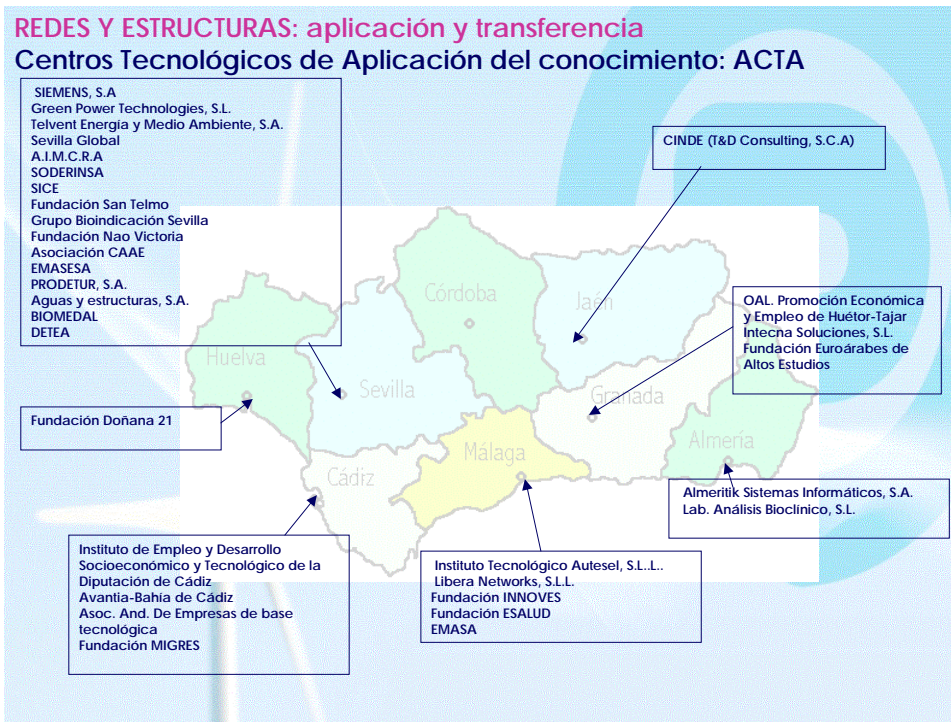 REDES Y ESTRUCTURAS: aplicación y transferencia
Centros Tecnológicos de Aplicación del conocimiento: ACTA
SIEMENS, S.A
Green Power Technologies, S.L.
Telvent Energía y Medio Ambiente, S.A.
Sevilla Global
A.I.M.C.R.A
SODERINSA
SICE
Fundación San Telmo
Grupo Bioindicación Sevilla
Fundación Nao Victoria
Asociación CAAE
EMASESA
PRODETUR, S.A.
Aguas y estructuras, S.A.
BIOMEDAL
DETEA
CINDE (T&D Consulting, S.C.A)
OAL. Promoción Económica
y Empleo de Huétor-Tajar
Intecna Soluciones, S.L.
Fundación Euroárabes de
Altos Estudios
Córdoba
Jaén
Huelva
Sevilla
Granada
Almería
Málaga
Cádiz
Fundación Doñana 21
Almeritik Sistemas Informáticos, S.A.
Lab. Análisis Bioclínico, S.L.
Instituto de Empleo y Desarrollo
Socioeconómico y Tecnológico de la
Diputación de Cádiz
Avantia-Bahía de Cádiz
Asoc. And. De Empresas de base
tecnológica
Fundación MIGRES
Instituto Tecnológico Autesel, S.L..L..
Libera Networks, S.L.L.
Fundación INNOVES
Fundación ESALUD
EMASA